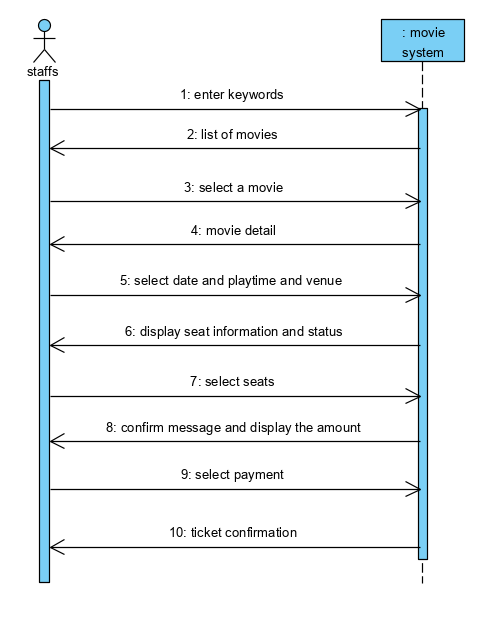 : movie
system
staffs
1: enter keywords
2: list of movies
3: select a movie
4: movie detail
5: select date and playtime and venue
6: display seat information and status
7: select seats
8: confirm message and display the amount
9: select payment
10: ticket confirmation